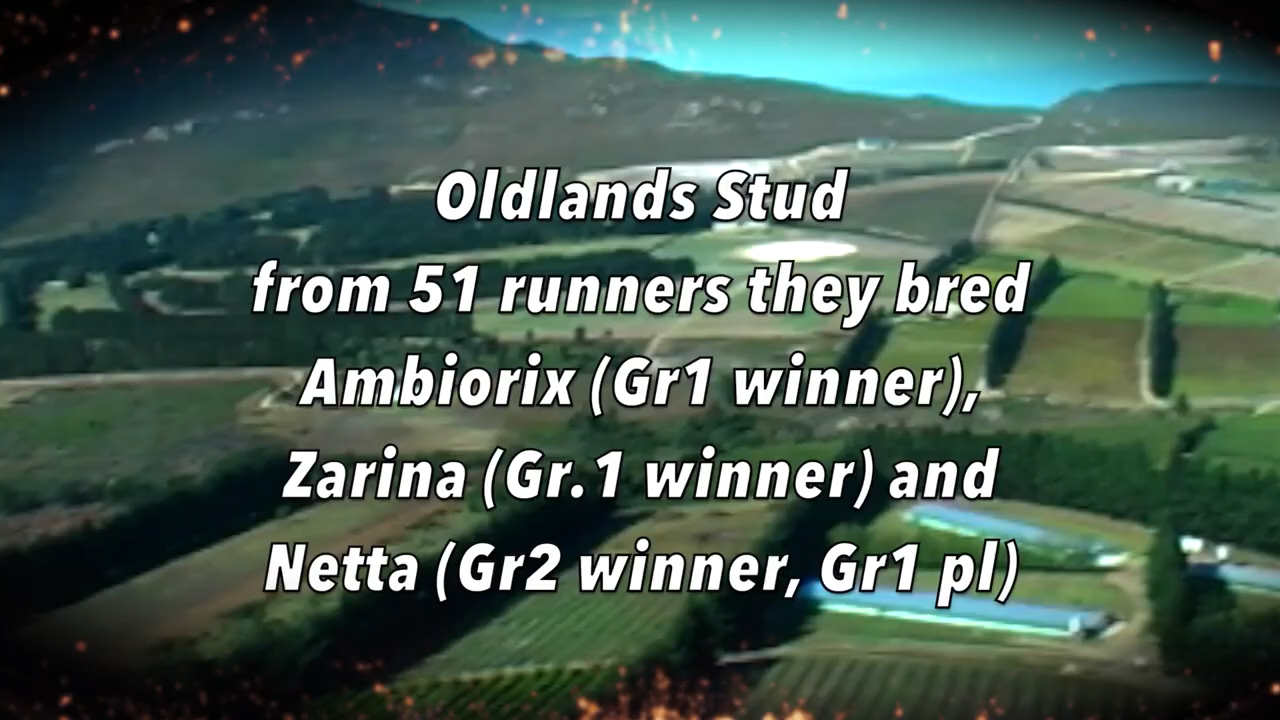 Oldlands Stud
from 51 runners they bred
Ambiorix (Gr1 winner),
Zarina (Gr.1 winner) and
Netta (Gr2 winner, Gr1 pl)